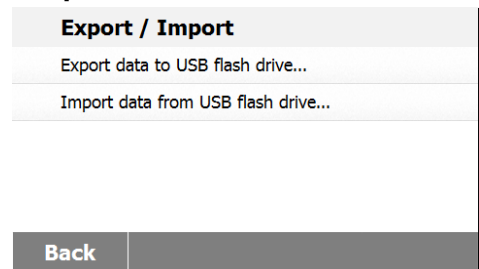 Export / Import
Export data to USB flash drive...
Import data from USB flash drive...
Back